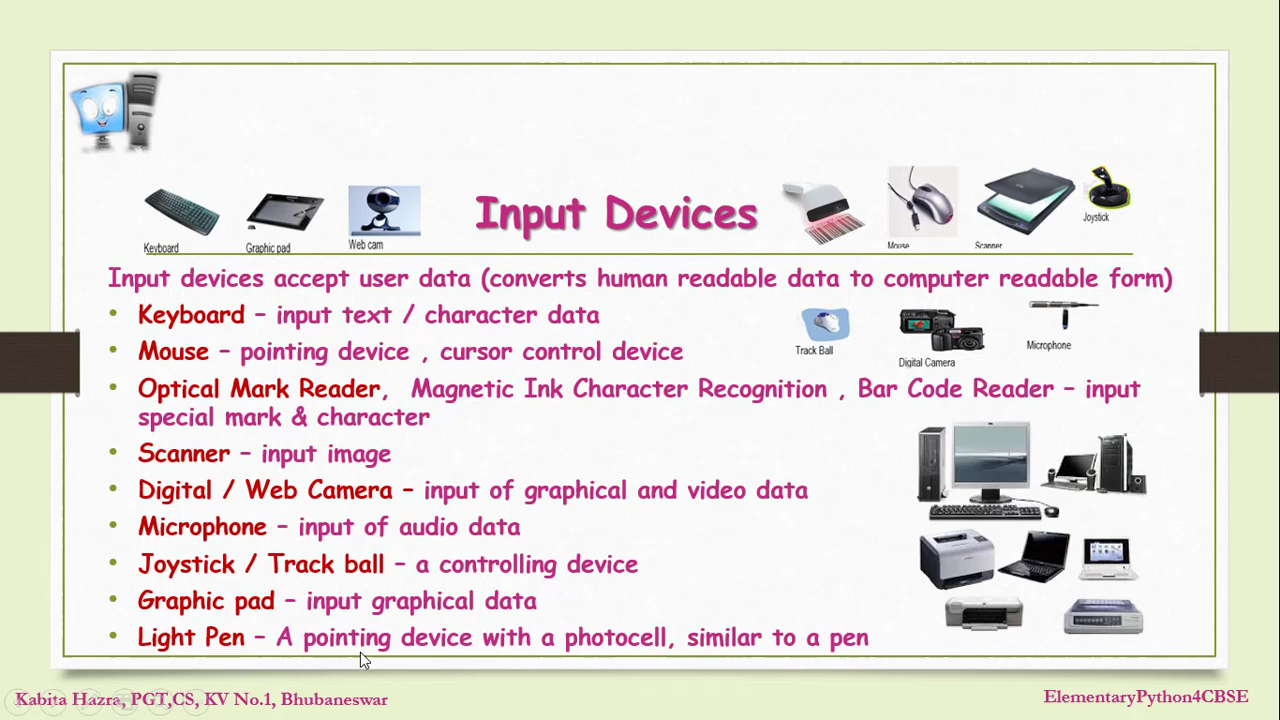 Keyboard
Graphic pad
Web cam
Input Devices
Mouse
Scanner
Joystick
Input devices accept user data (converts human readable data to computer readable form)
• Keyboard – input text / character data
• Mouse – pointing device , cursor control device
Track Ball
Digital Camera
Microphone
• Optical Mark Reader, Magnetic Ink Character Recognition , Bar Code Reader – input
special mark & character
• Scanner – input image
• Digital / Web Camera – input of graphical and video data
• Microphone – input of audio data
• Joystick / Track ball – a controlling device
• Graphic pad – input graphical data
• Light Pen – A pointing device with a photocell, similar to a pen
Kabita Hazra, PGT,CS, KV No.1, Bhubaneswar
ElementaryPython4CBSE